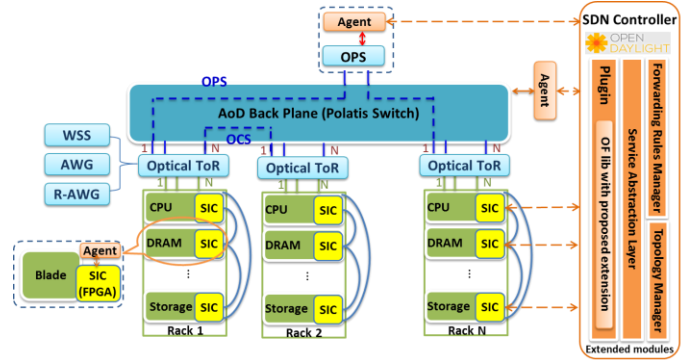 Agent
OPS
SDN Controller
OPEN
DAYLIGHT
OPS
Agent
AoD Back Plane (Polatis Switch)
OCS
1
N
1
N
1
N
WSS
AWG
R-AWG
Optical ToR
Optical ToR
Optical ToR
1
N
1
N
CPU
SIC
DRAM
SIC
⋮
Storage
SIC
Rack 1
CPU
SIC
DRAM
SIC
⋮
Storage
SIC
Rack 2
CPU
SIC
DRAM
SIC
⋮
Storage
SIC
Rack N
Agent
Blade
SIC
(FPGA)
Plugin
OF lib with proposed extension
Service Abstraction Layer
Forwarding Rules Manager
Topology Manager
Extended modules